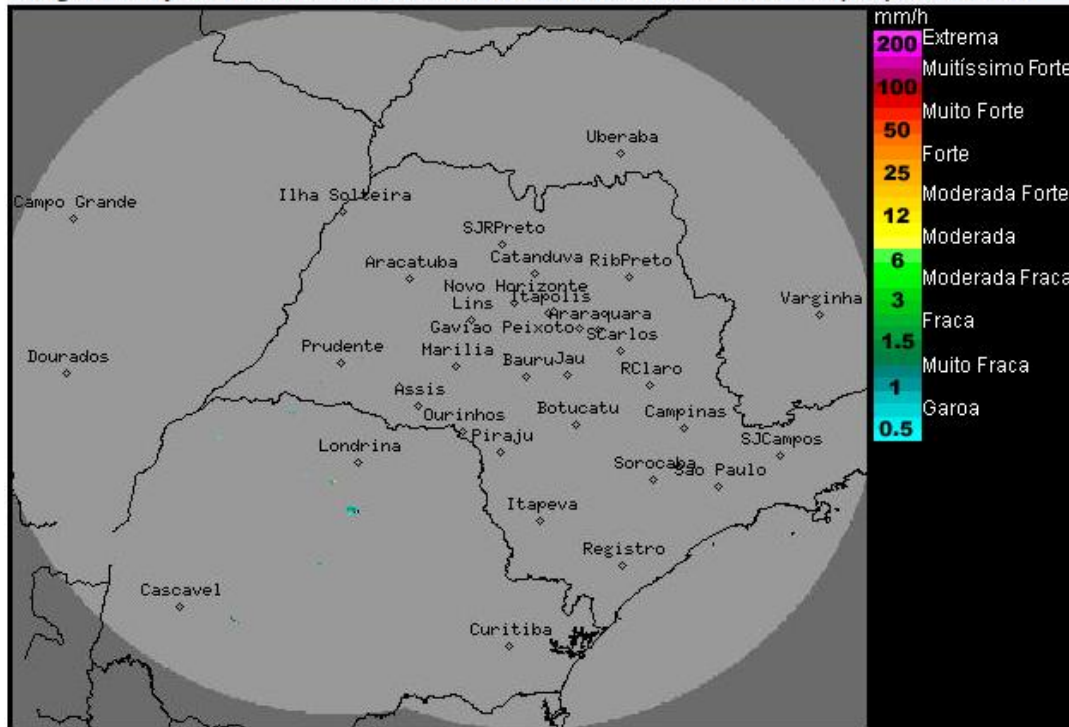 mm/h
200 Extrema
Muitíssimo Forte
100
Muito Forte
50
Forte
25
Moderada Forte
12
Moderada
6
Moderada Fraca
3
Fraca
1.5
Muito Fraca
1
Garoa
0.5
Uberaba
Campo Grande
Ilha Solteira
SJRPreto
Aracatuba
Catanduva
RibPreto
Novo Horizonte
Itapolis
Lins
Araraquara
Varginha
Gaviao Peixoto
SCarlos
Prudente
Marilia
Dourados
Bauru
Jau
RClaro
Assis
Ourinhos
Botucatu
Campinas
Piraju
Londrina
SJCampos
Sorocaba
Sao Paulo
Itapeva
Registro
Cascavel
Curitiba